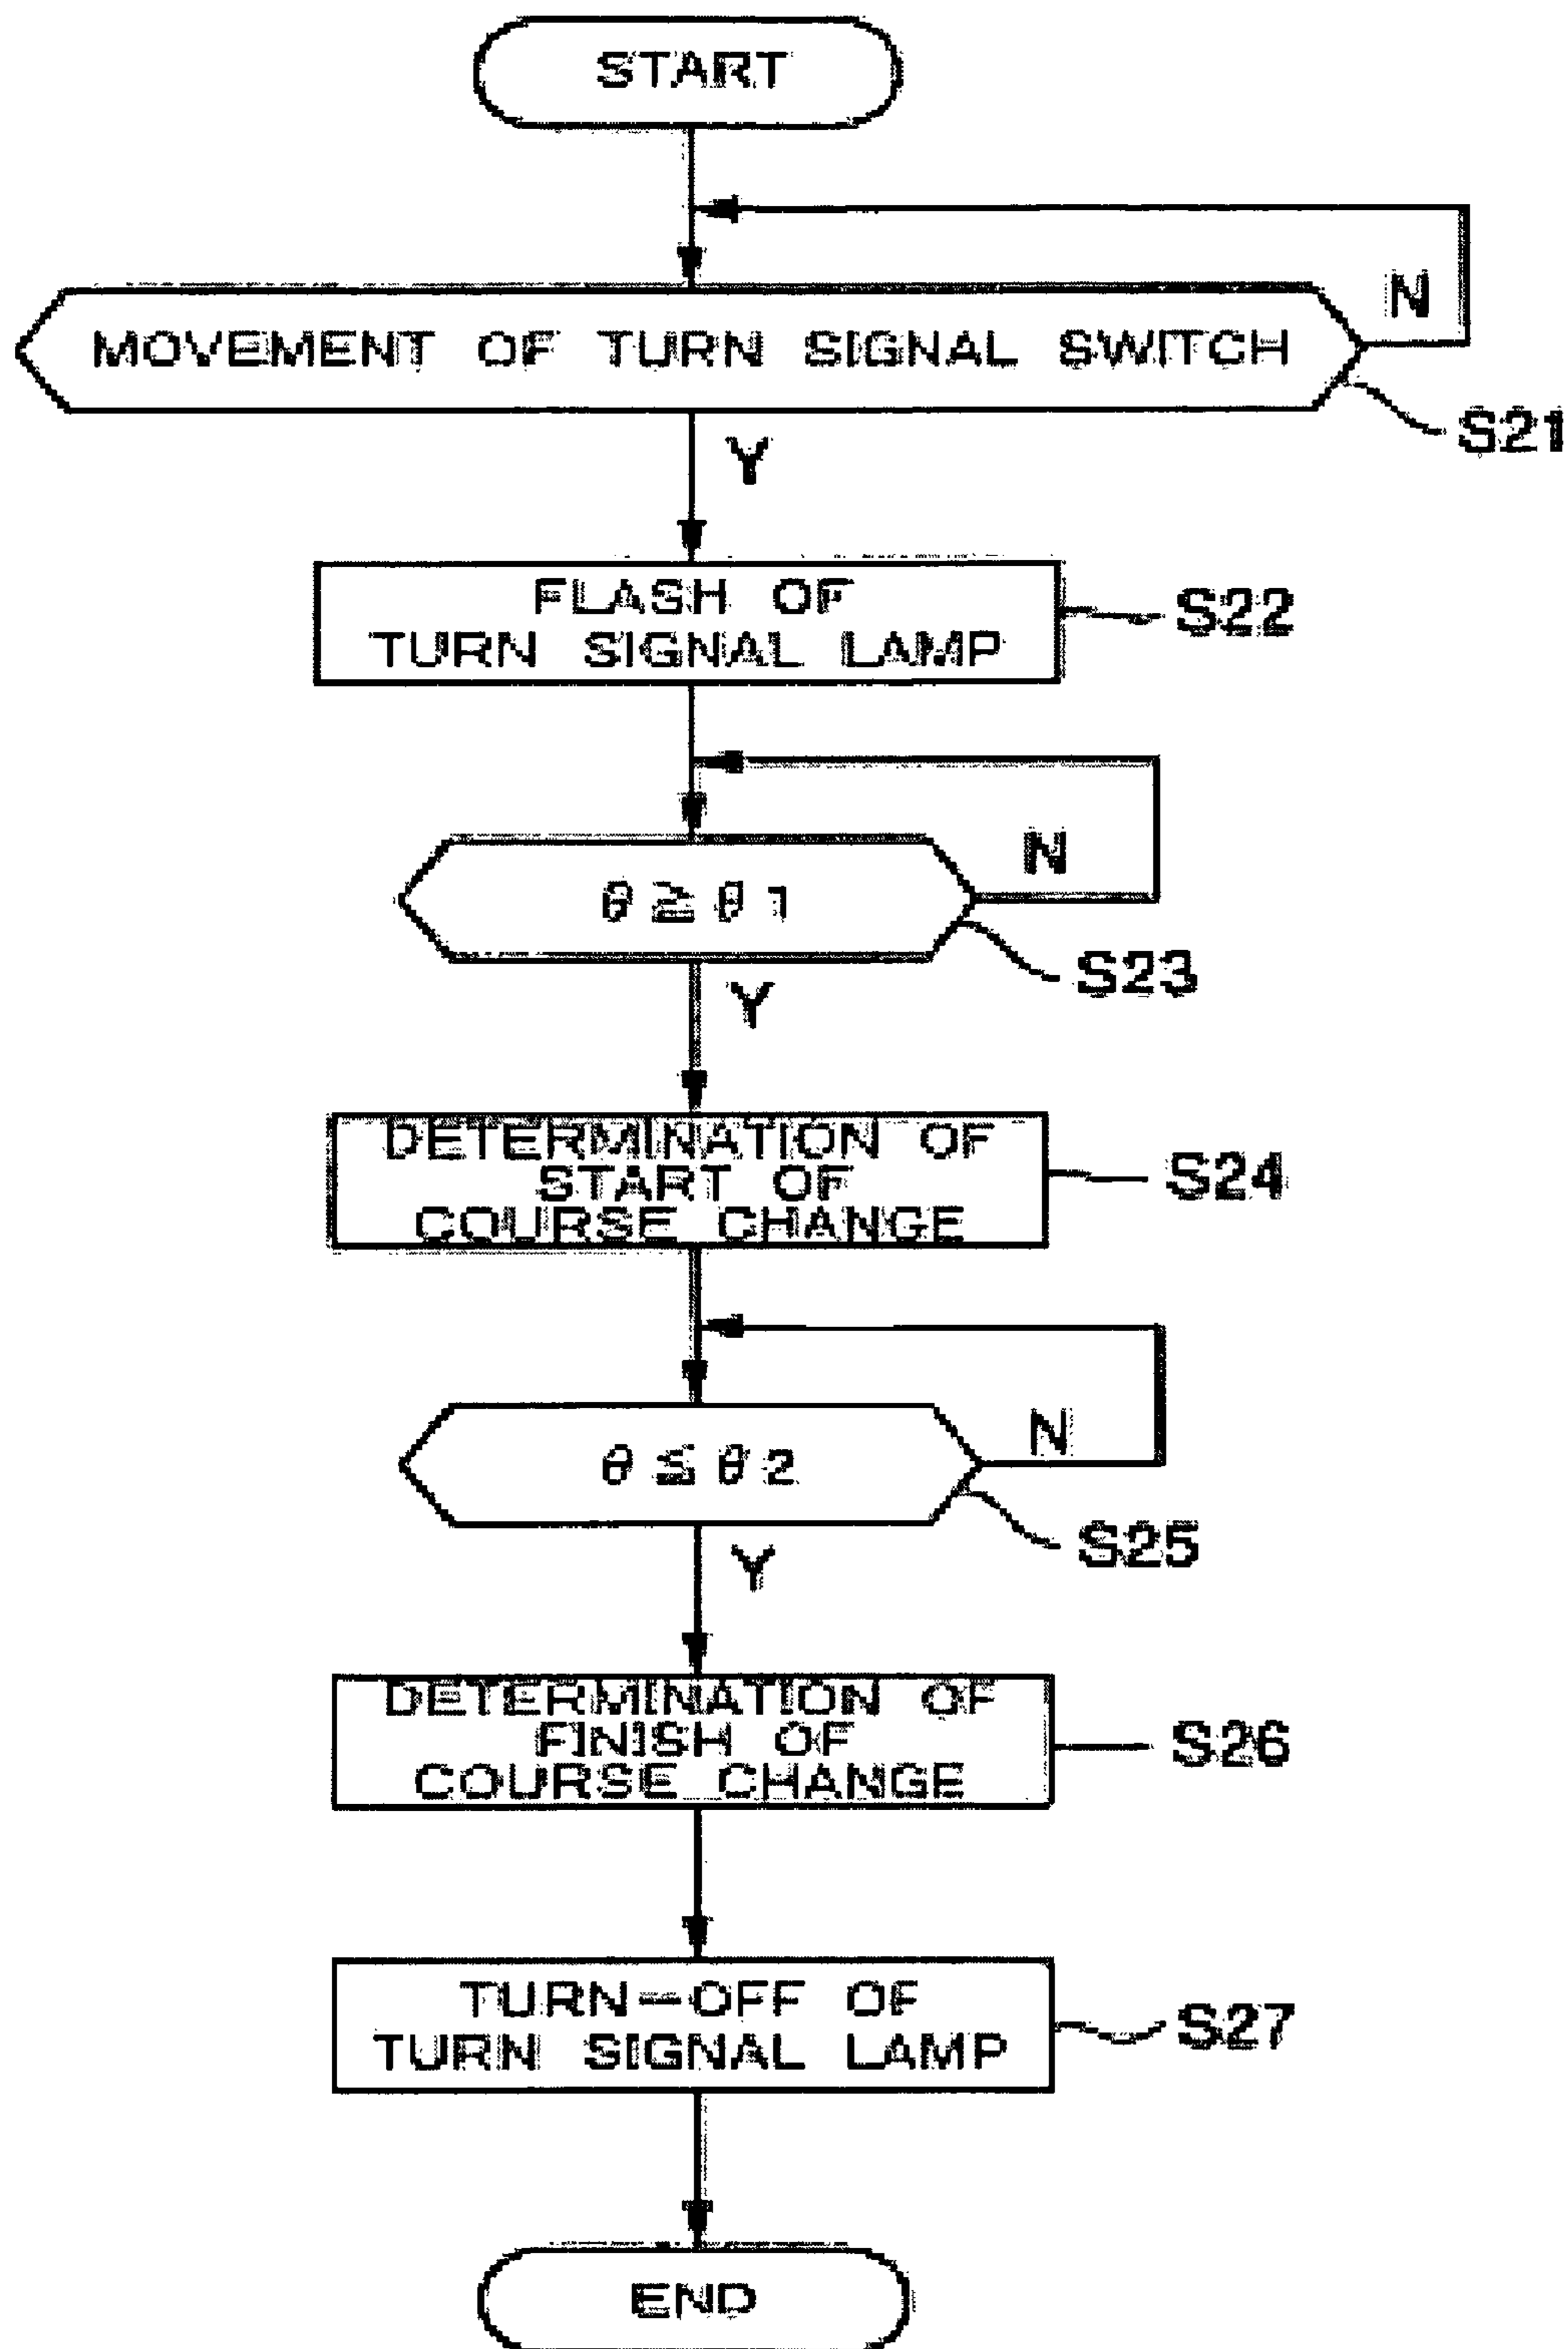 START
N
MOVEMENT OF TURN SIGNAL SWITCH
S21
Y
FLASH OF
TURN SIGNAL LAMP
S22
N
θ ≧ θ 1
S23
Y
DETERMINATION OF
START OF
COURSE CHANGE
S24
N
θ ≦ θ 2
S25
Y
DETERMINATION OF
FINISH OF
COURSE CHANGE
S26
TURN-OFF OF
TURN SIGNAL LAMP
S27
END